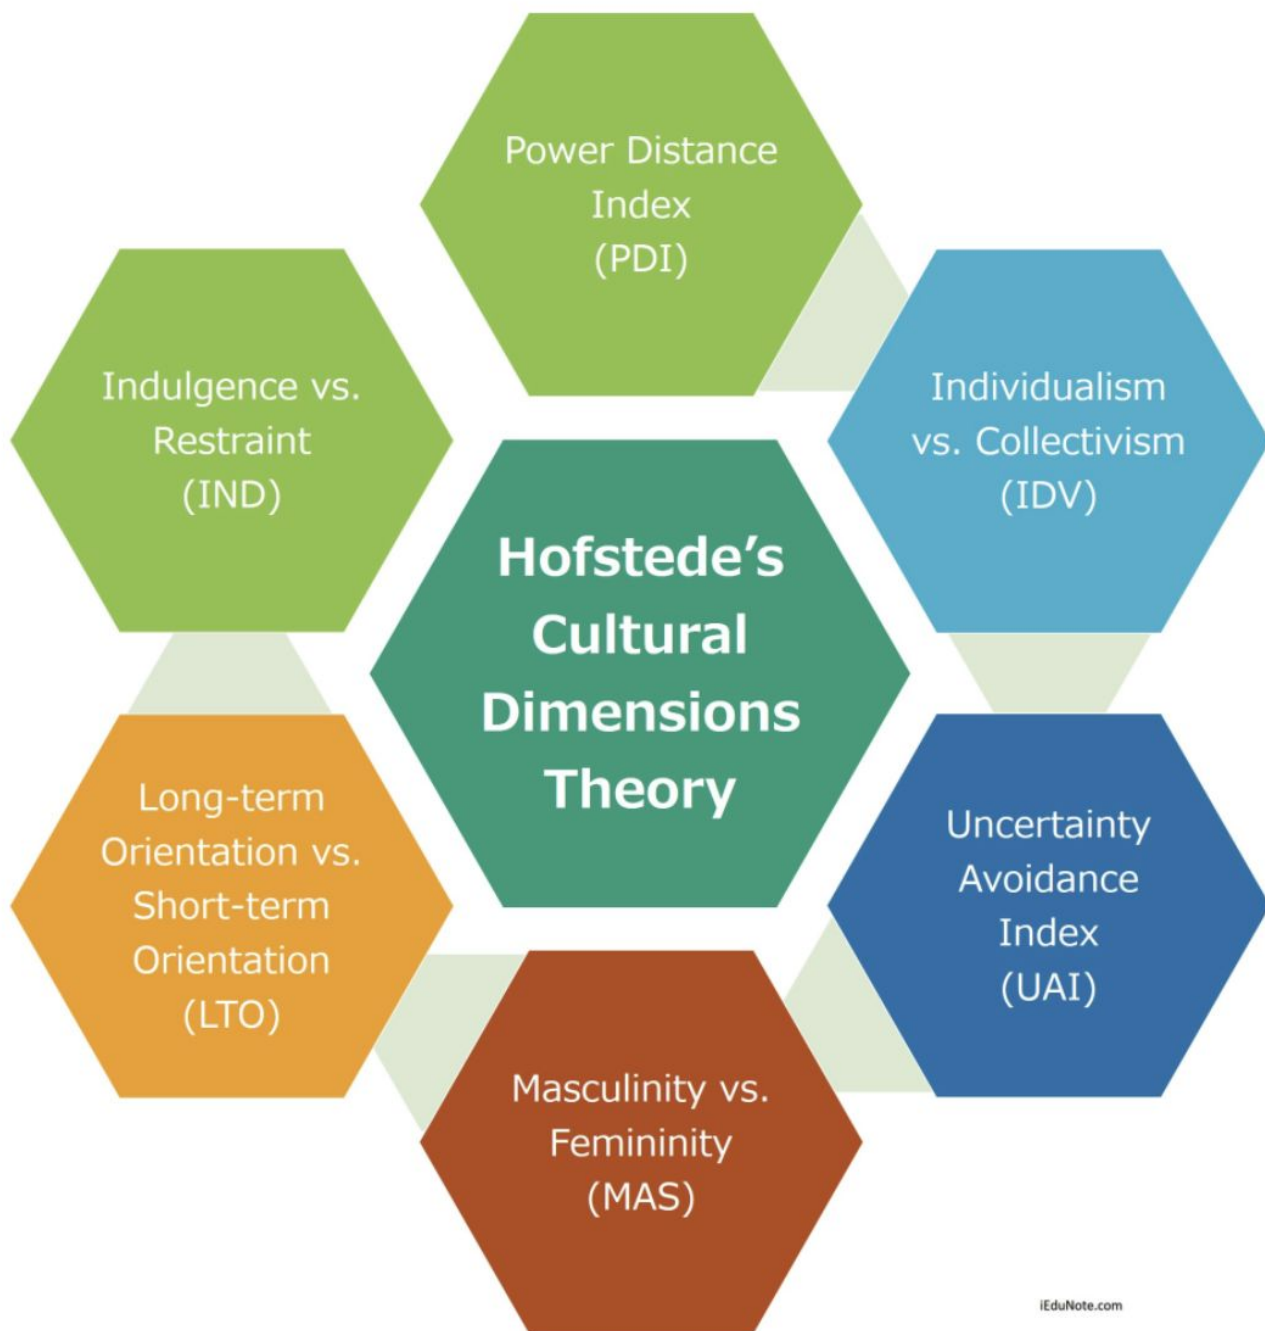 Power Distance
Index
(PDI)
Individualism
vs. Collectivism
(IDV)
Uncertainty
Avoidance
Index
(UAI)
Masculinity vs.
Femininity
(MAS)
Long-term
Orientation vs.
Short-term
Orientation
(LTO)
Indulgence vs.
Restraint
(IND)
Hofstede’s
Cultural
Dimensions
Theory
iEduNote.com